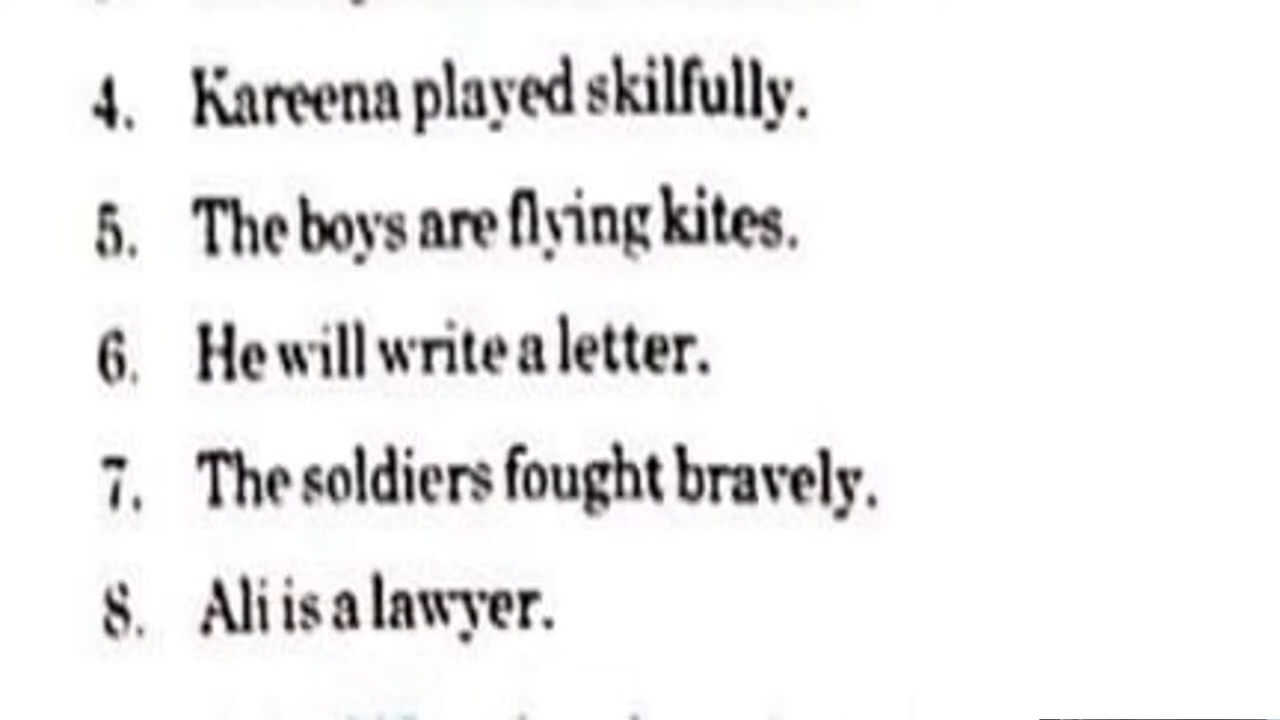 4. Kareena played skilfully.
5. The boys are flying kites.
6. He will write a letter.
7. The soldiers fought bravely.
8. Ali is a lawyer.